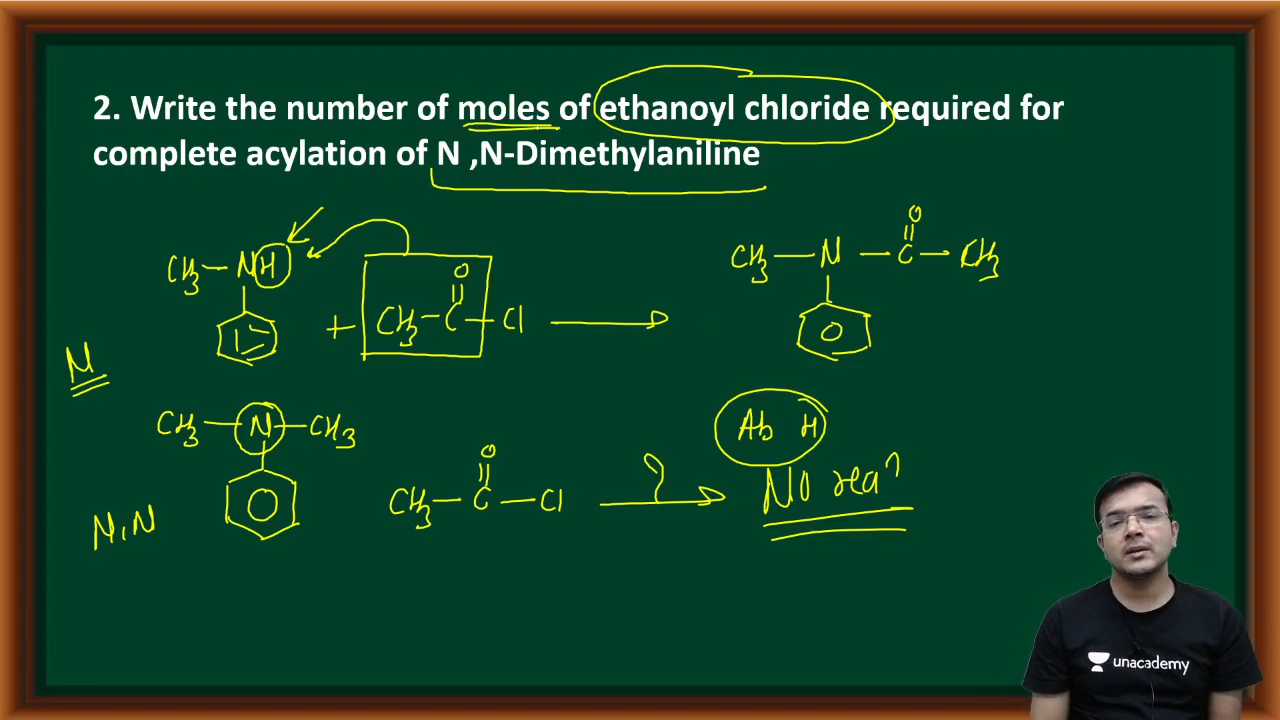 2. Write the number of moles of ethanoyl chloride required for
complete acylation of N ,N-Dimethylaniline
CH3 — NH
+ CH3 — C — Cl
O
CH3 — N — C — CH3
O
N
CH3 — N — CH3
N,N
CH3 — C — Cl
O
?
Ab H
No rea?
unacademy